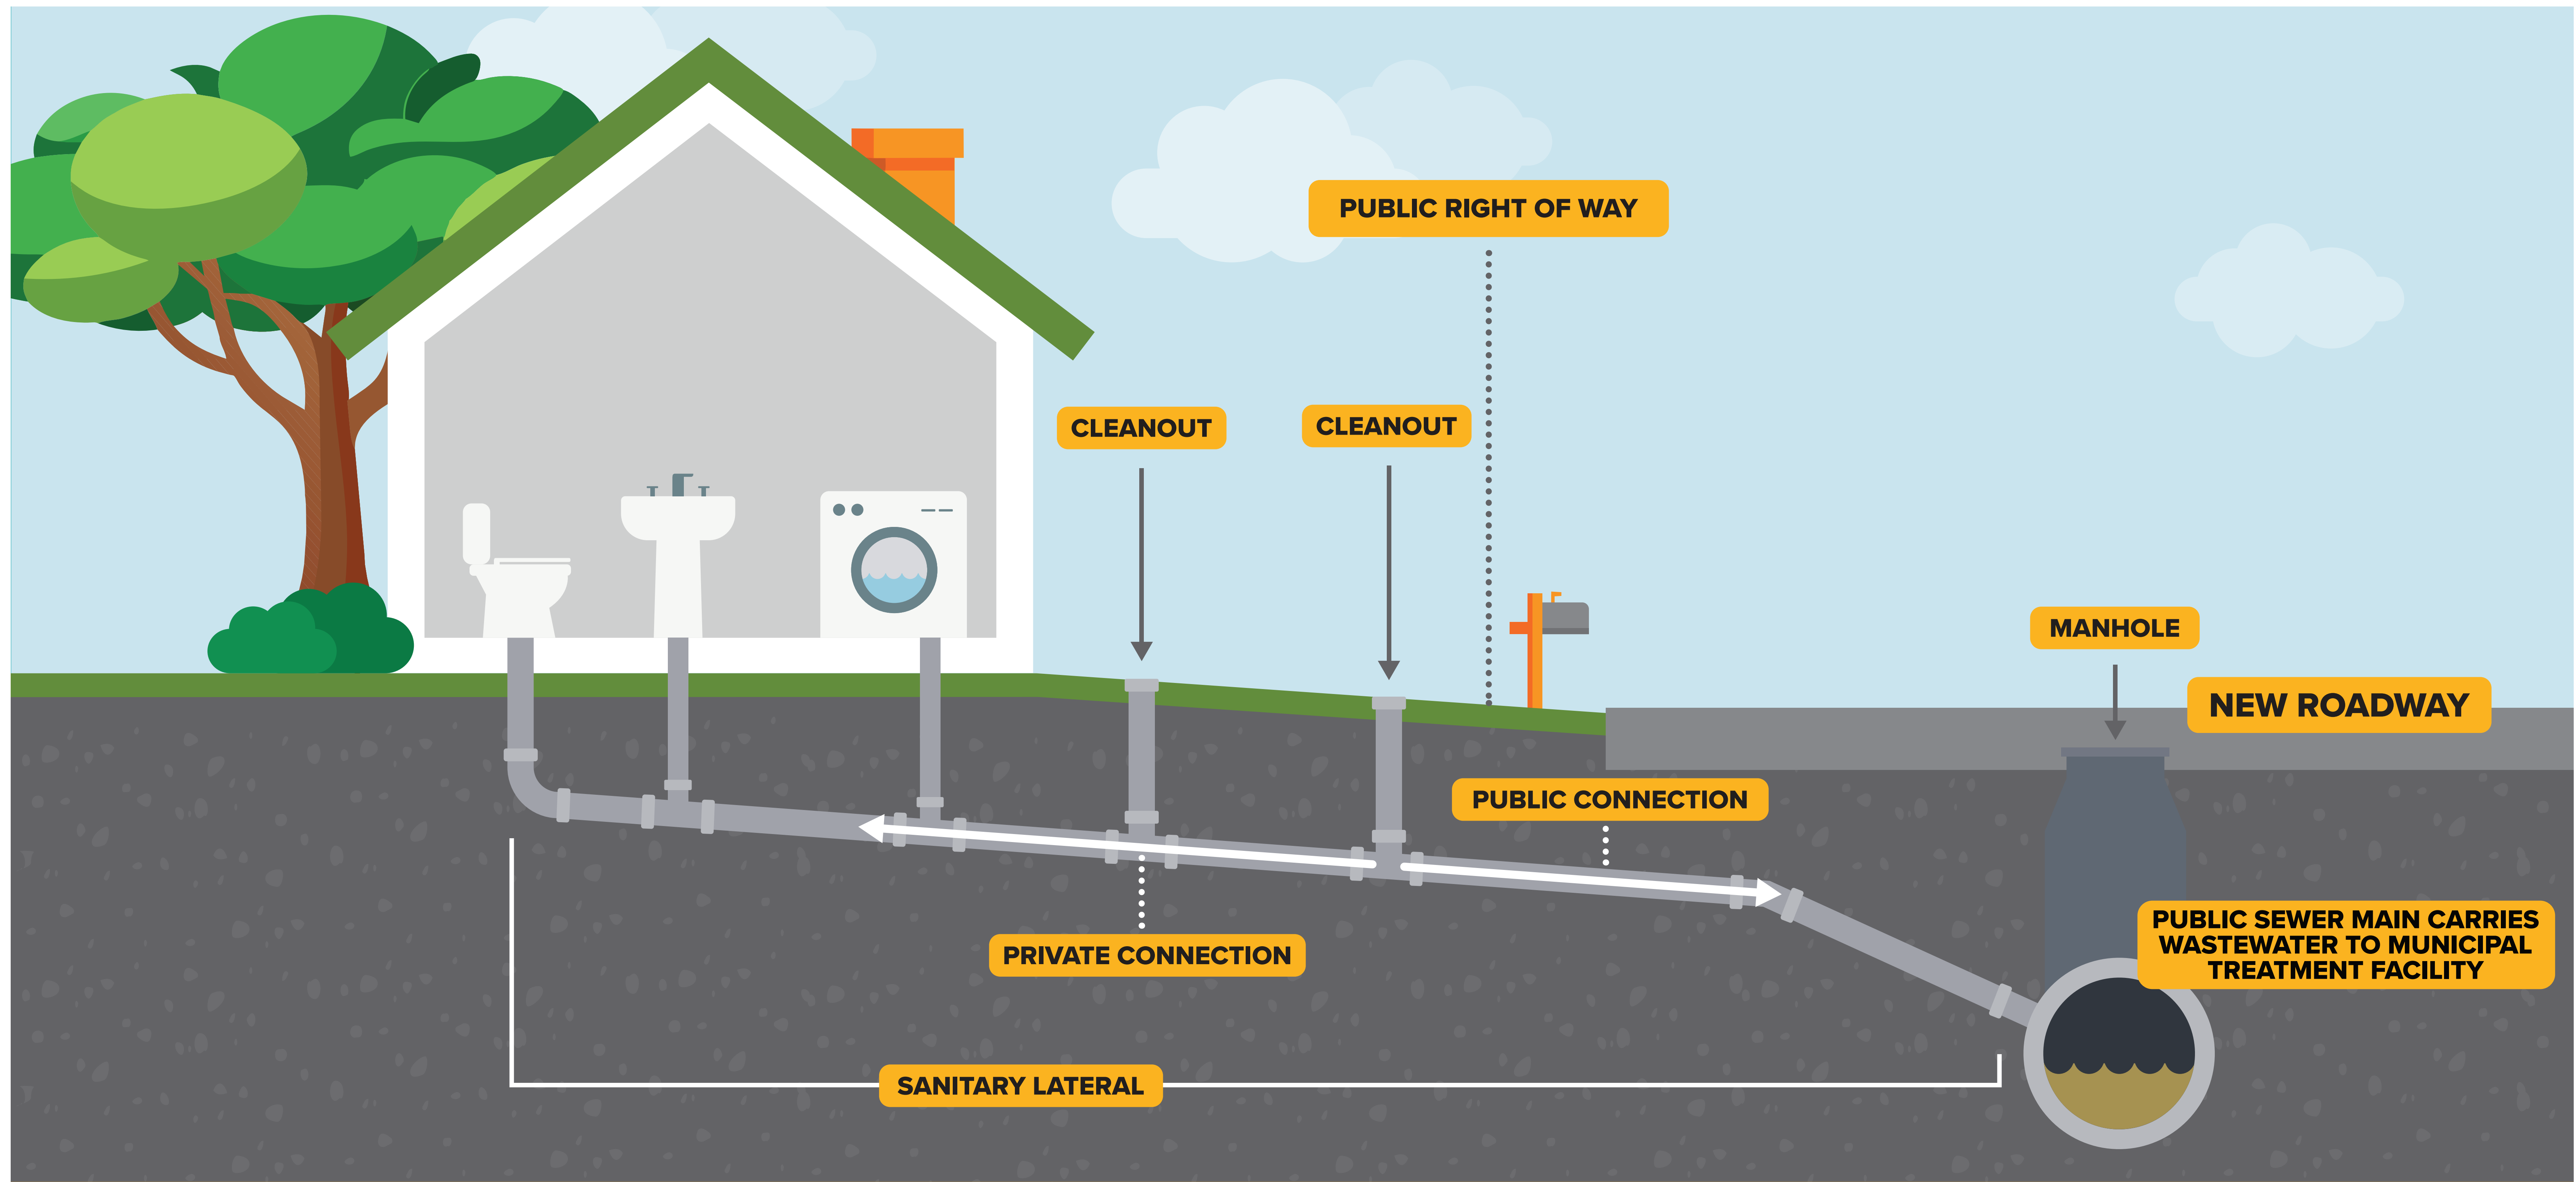 PUBLIC RIGHT OF WAY
CLEANOUT
CLEANOUT
MANHOLE
NEW ROADWAY
PUBLIC CONNECTION
PUBLIC SEWER MAIN CARRIES
WASTEWATER TO MUNICIPAL
TREATMENT FACILITY
PRIVATE CONNECTION
SANITARY LATERAL